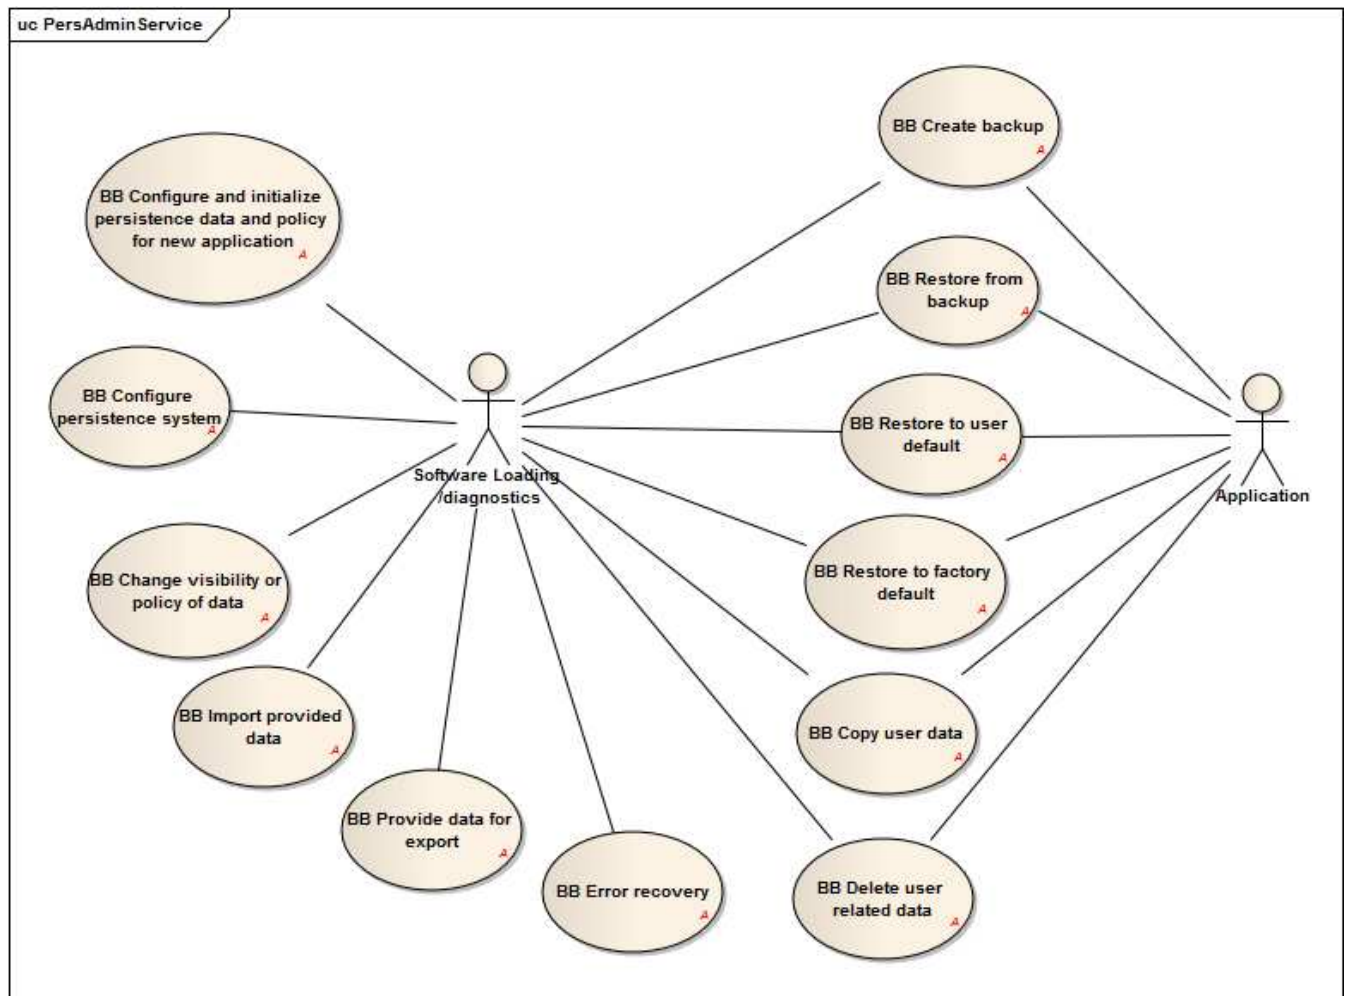 uc PersAdminService
BB Create backup
A
BB Configure and initialize
persistence data and policy
for new application
A
BB Restore from
backup
A
BB Configure
persistence system
A
BB Restore to user
default
A
Software Loading
/diagnostics
Application
BB Change visibility or
policy of data
A
BB Restore to factory
default
A
BB Import provided
data
A
BB Copy user data
A
BB Provide data for
export
A
BB Error recovery
A
BB Delete user
related data
A